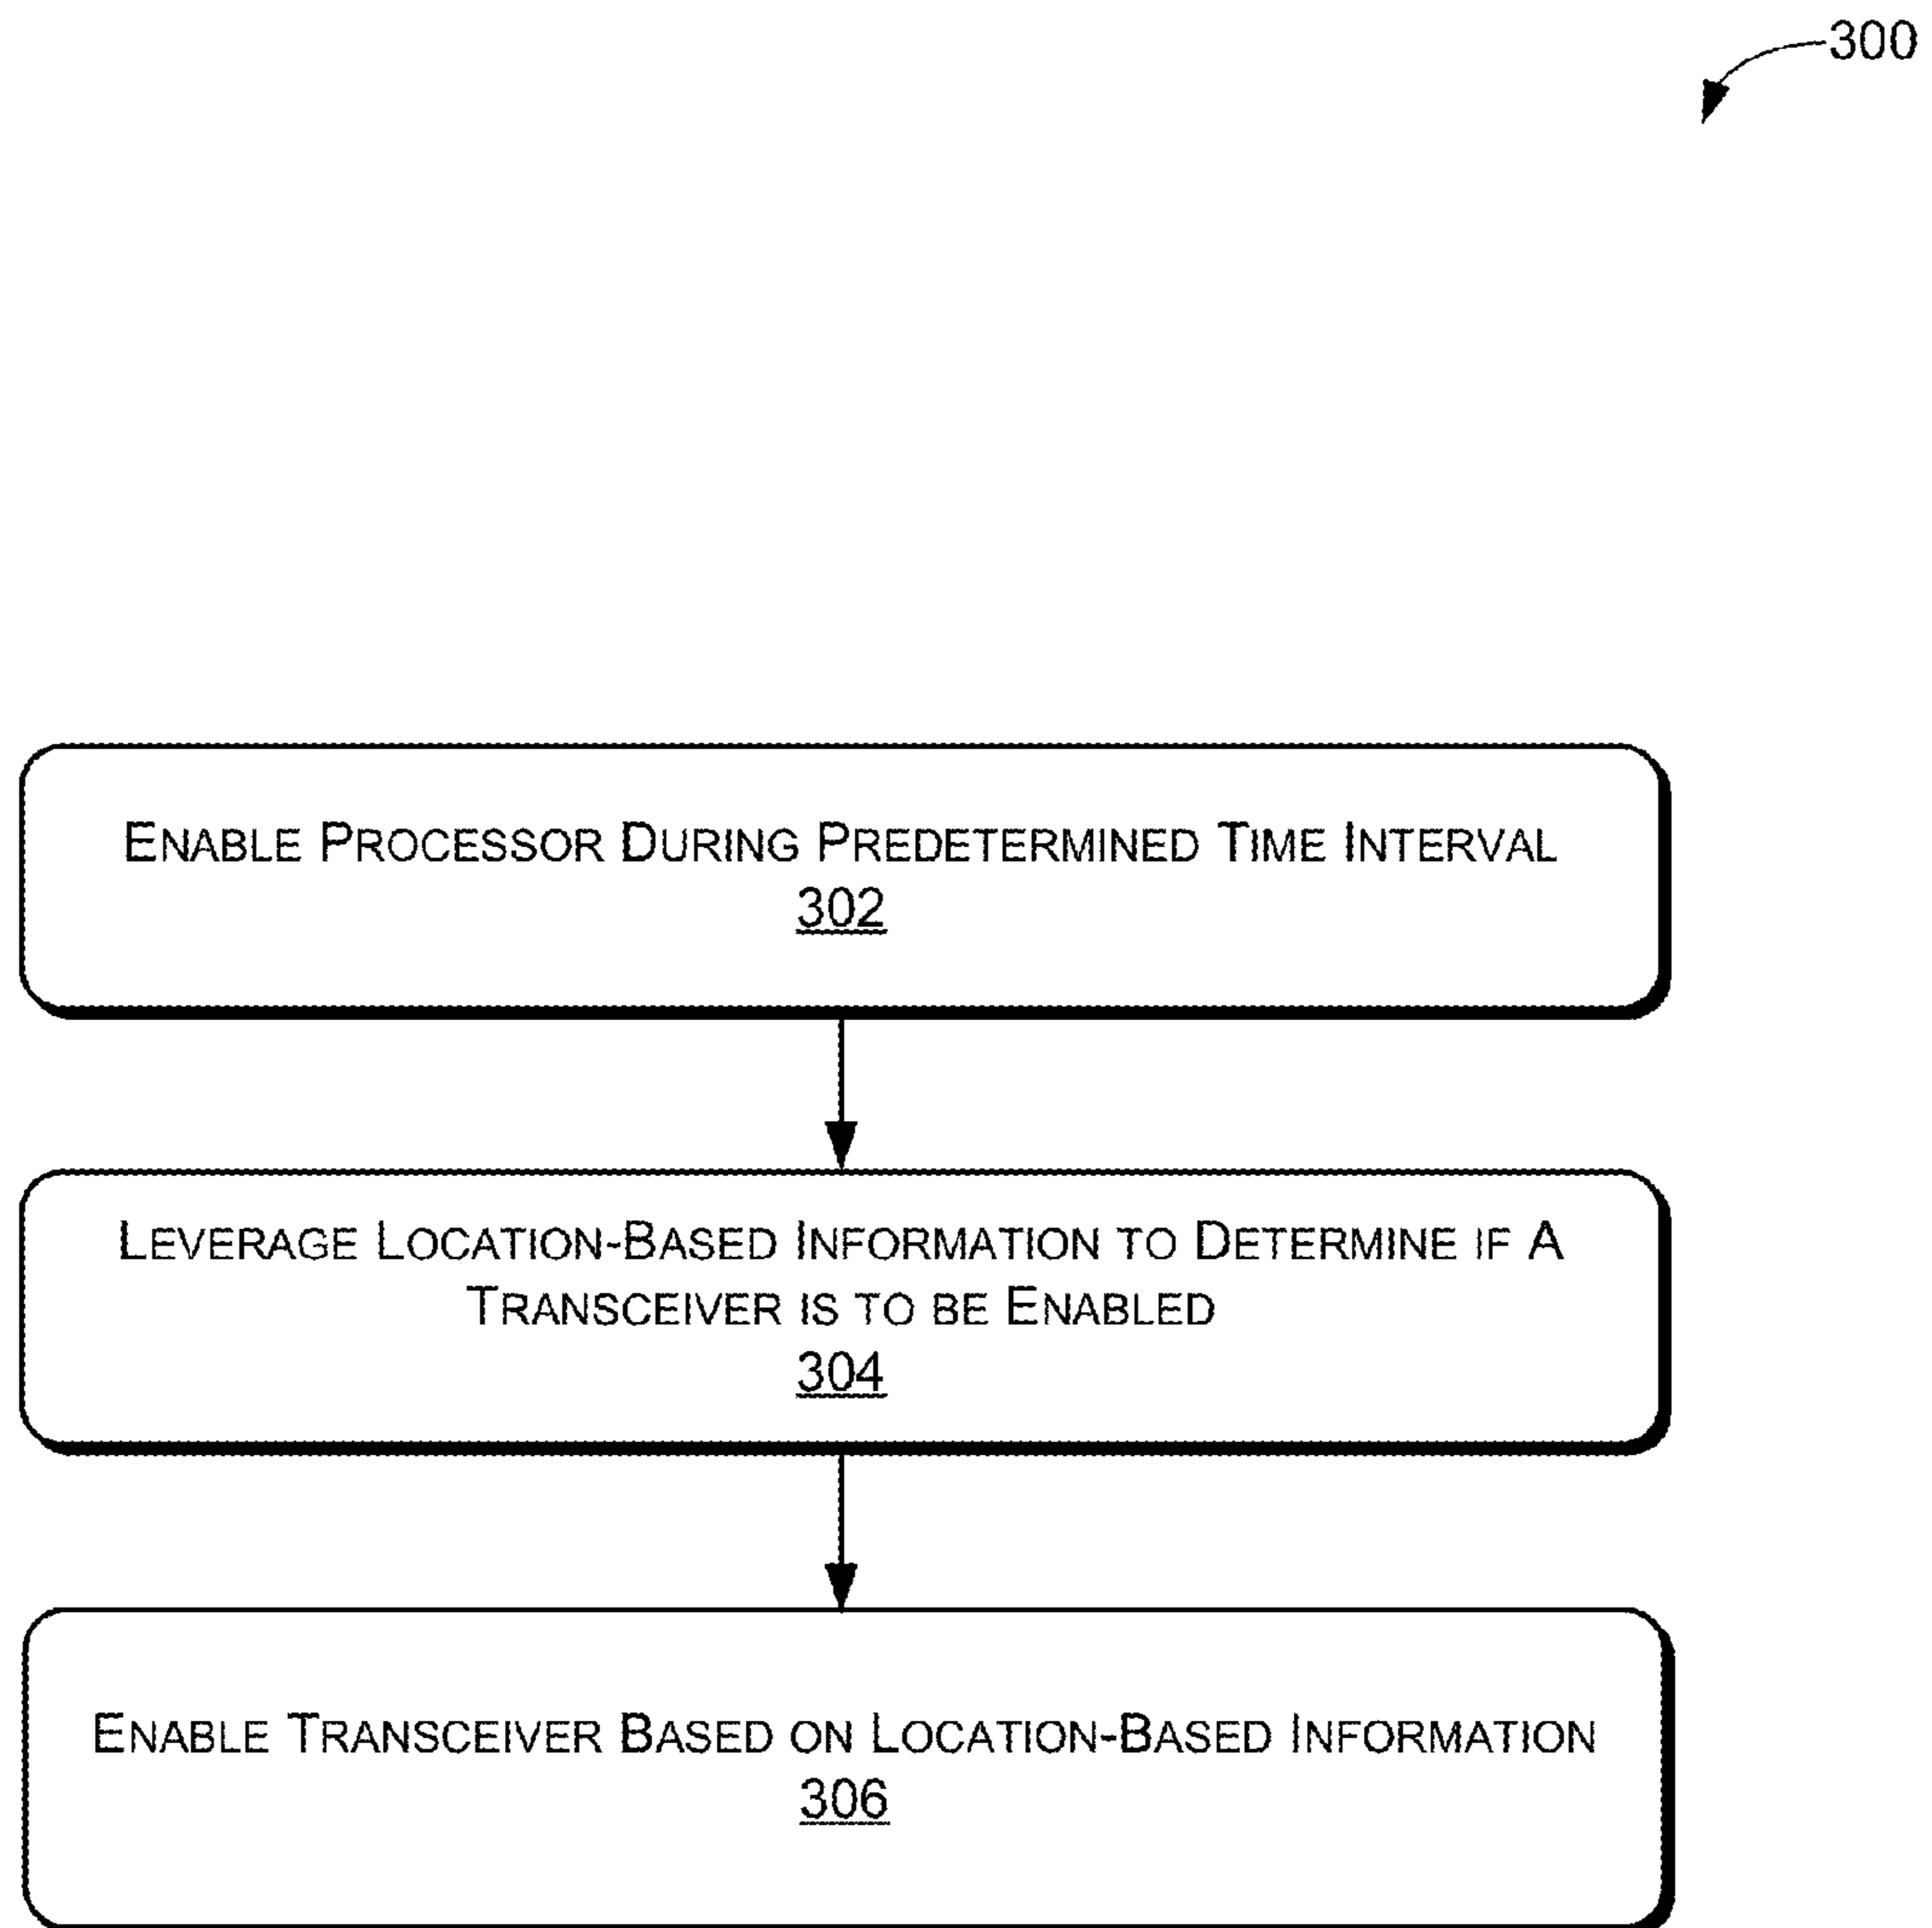 300
ENABLE PROCESSOR DURING PREDETERMINED TIME INTERVAL
302
LEVERAGE LOCATION-BASED INFORMATION TO DETERMINE IF A
TRANSCEIVER IS TO BE ENABLED
304
ENABLE TRANSCEIVER BASED ON LOCATION-BASED INFORMATION
306